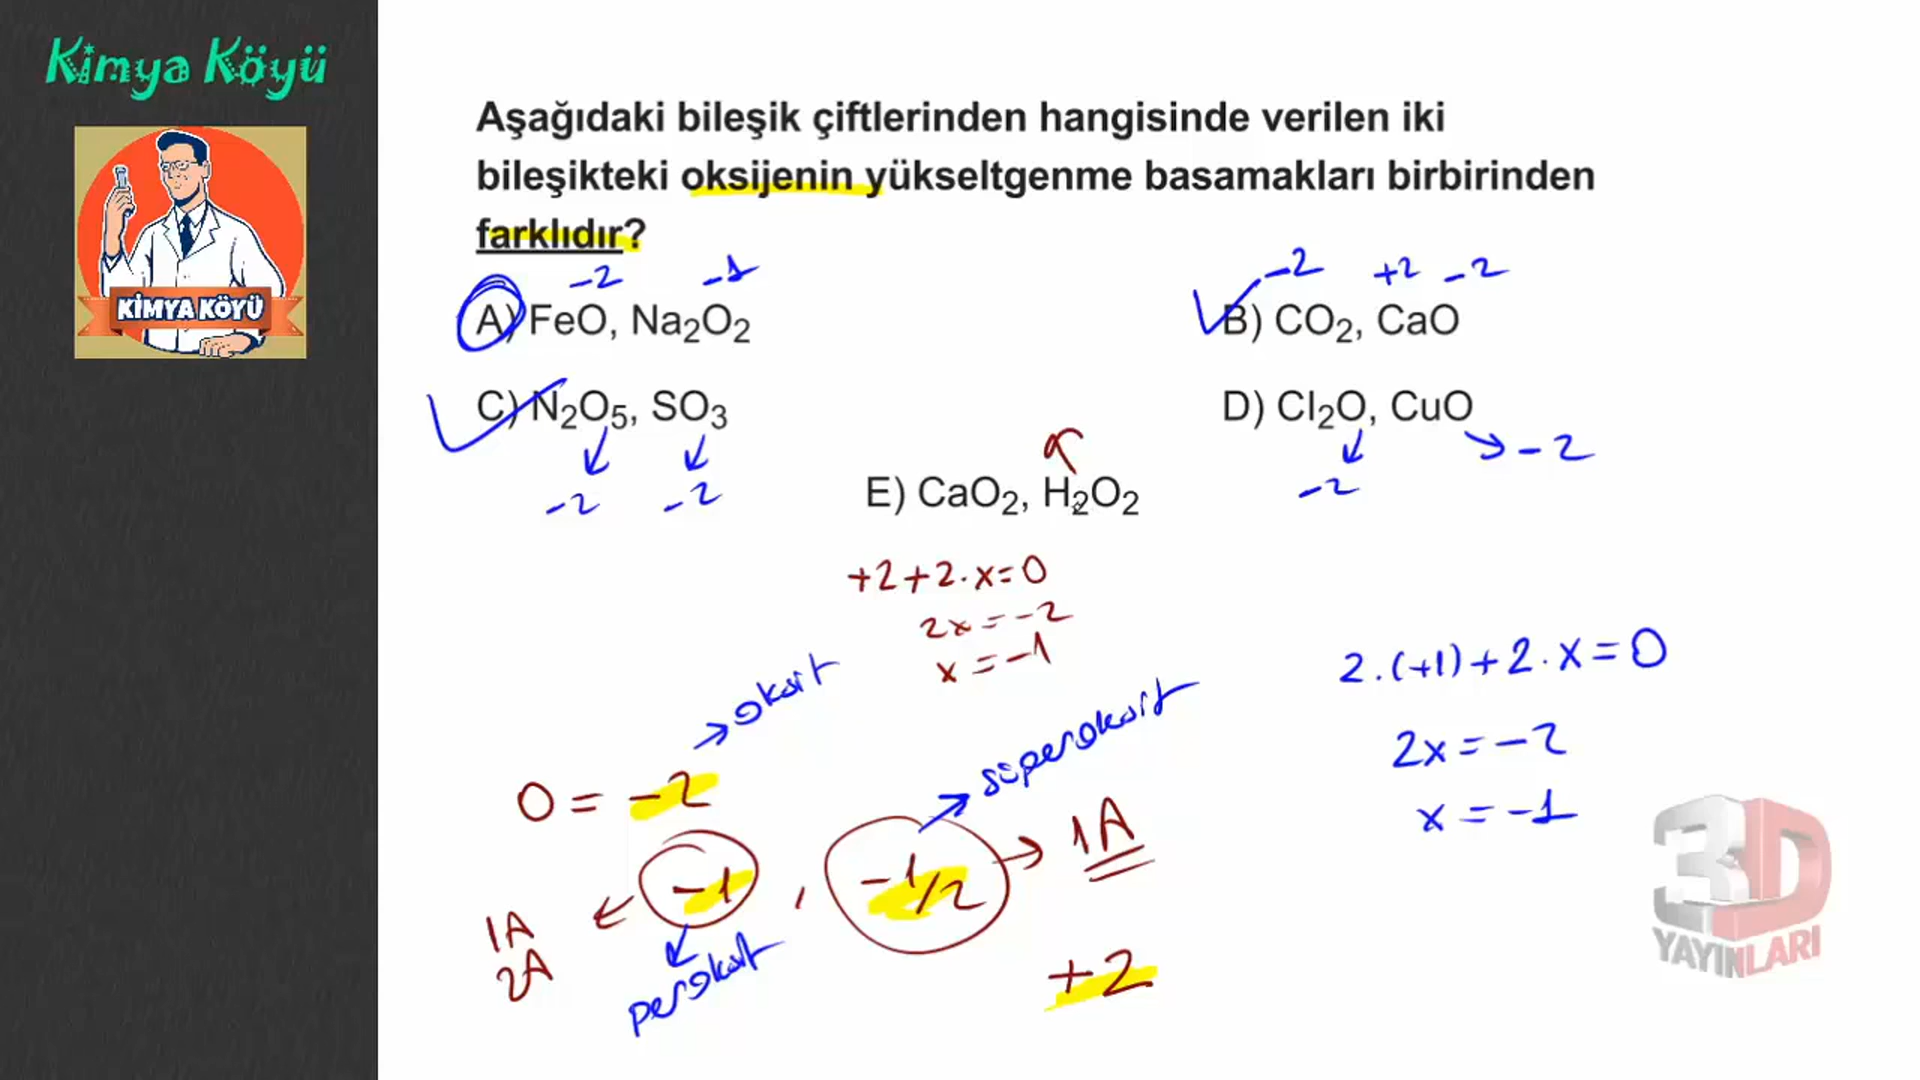 Kimya Köyü
KİMYA KÖYÜ
Aşağıdaki bileşik çiftlerinden hangisinde verilen iki
bileşikteki oksijenin yükseltgenme basamakları birbirinden
farklıdır?
-2 -1
-2 +2 -2
A) FeO, Na₂O₂
B) CO₂, CaO
C) N₂O₅, SO₃
D) Cl₂O, CuO
-2 -2
-2 -2
E) CaO₂, H₂O₂
+2+2·x=0
2x=-2
x=-1
2.(+1)+2·x=0
2x=-2
x=-1
→oksit
→süperoksit
O=-2
-1, -1/2 →1A
1A
2A
peroksit
+2
3D
YAYINLARI